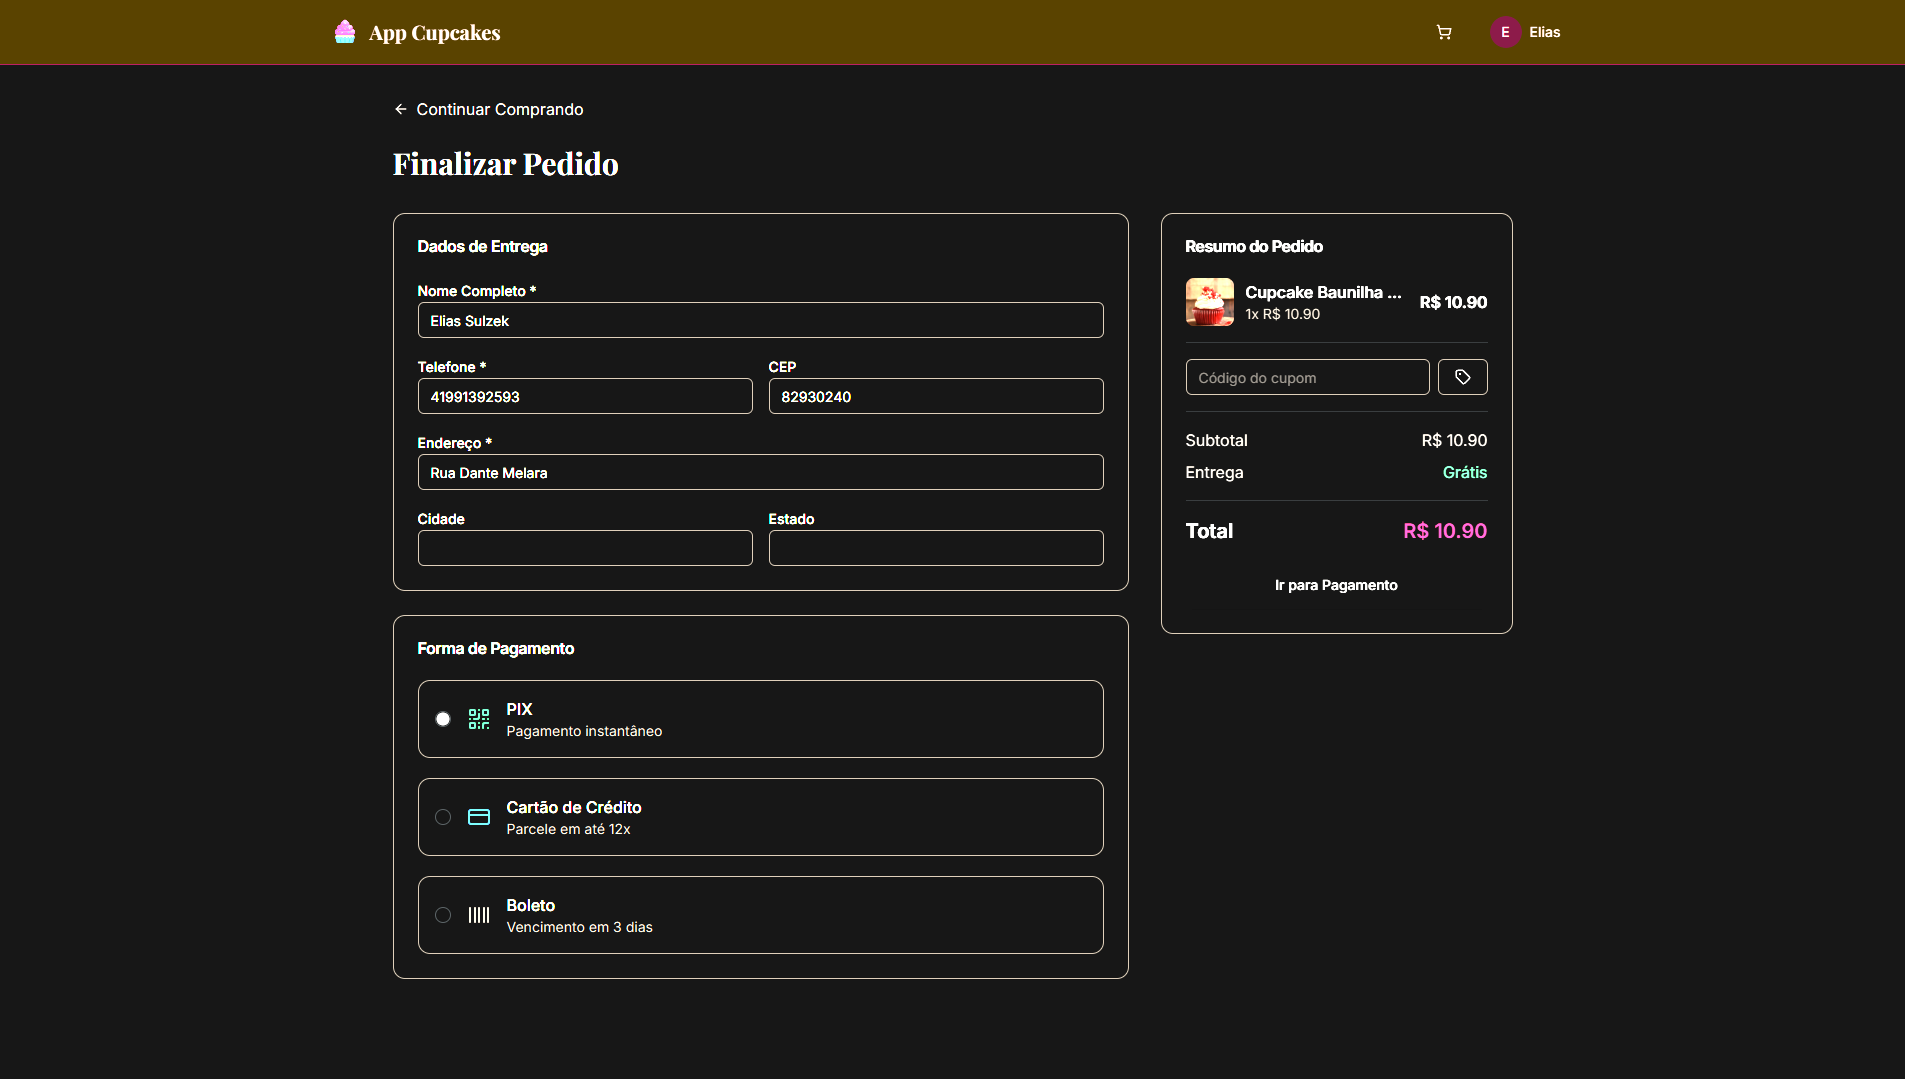 App Cupcakes
E
Elias
Continuar Comprando
Finalizar Pedido
Dados de Entrega
Nome Completo *
Elias Sulzek
Telefone *
CEP
41991392593
82930240
Endereço *
Rua Dante Melara
Cidade
Estado
Forma de Pagamento
PIX
Pagamento instantâneo
Cartão de Crédito
Parcele em até 12x
Boleto
Vencimento em 3 dias
Resumo do Pedido
Cupcake Baunilha ...
1x R$ 10.90
R$ 10.90
Código do cupom
Subtotal
R$ 10.90
Entrega
Grátis
Total
R$ 10.90
Ir para Pagamento